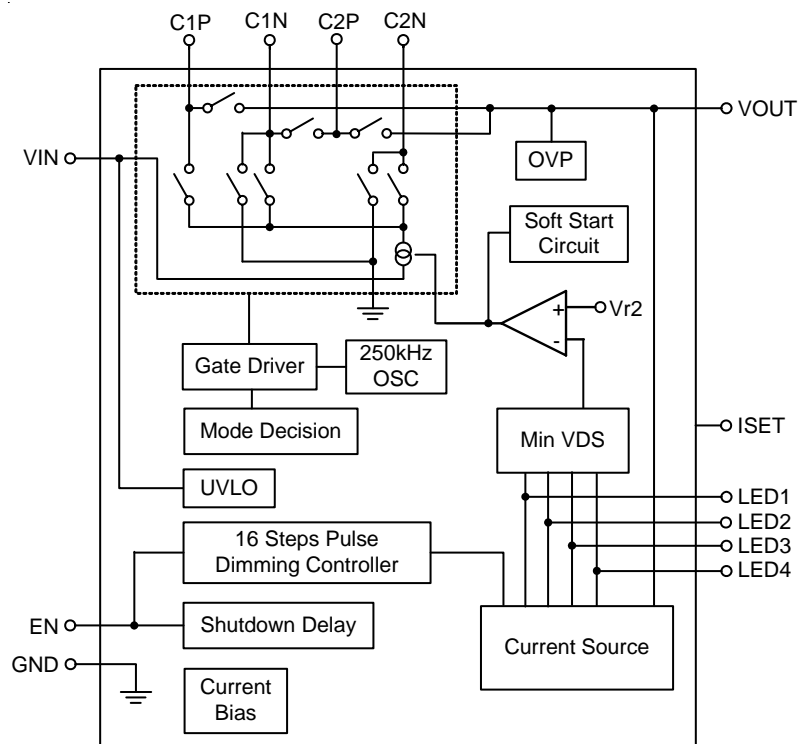 C1P C1N C2P C2N
VOUT
VIN
OVP
Soft Start
Circuit
+
Vr2
-
250kHz
OSC
Gate Driver
Mode Decision
Min VDS
ISET
UVLO
LED1
LED2
LED3
LED4
16 Steps Pulse
Dimming Controller
EN
Shutdown Delay
Current Source
GND
Current
Bias